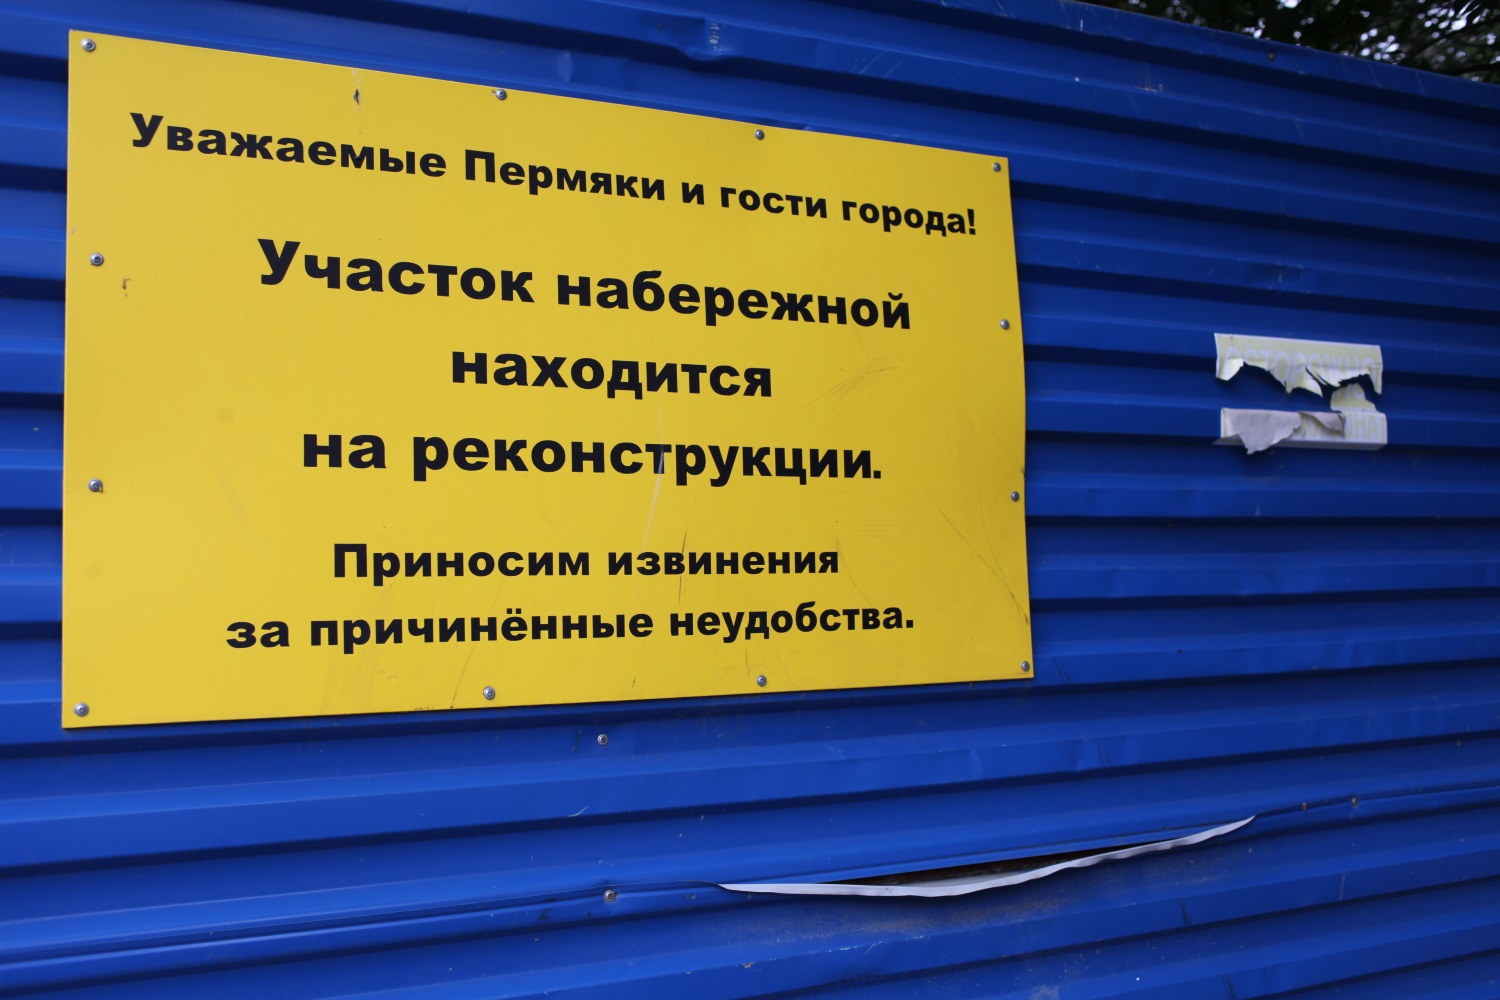 Уважаемые Пермяки и гости города!
Участок набережной
находится
на реконструкции.
Приносим извинения
за причинённые неудобства.